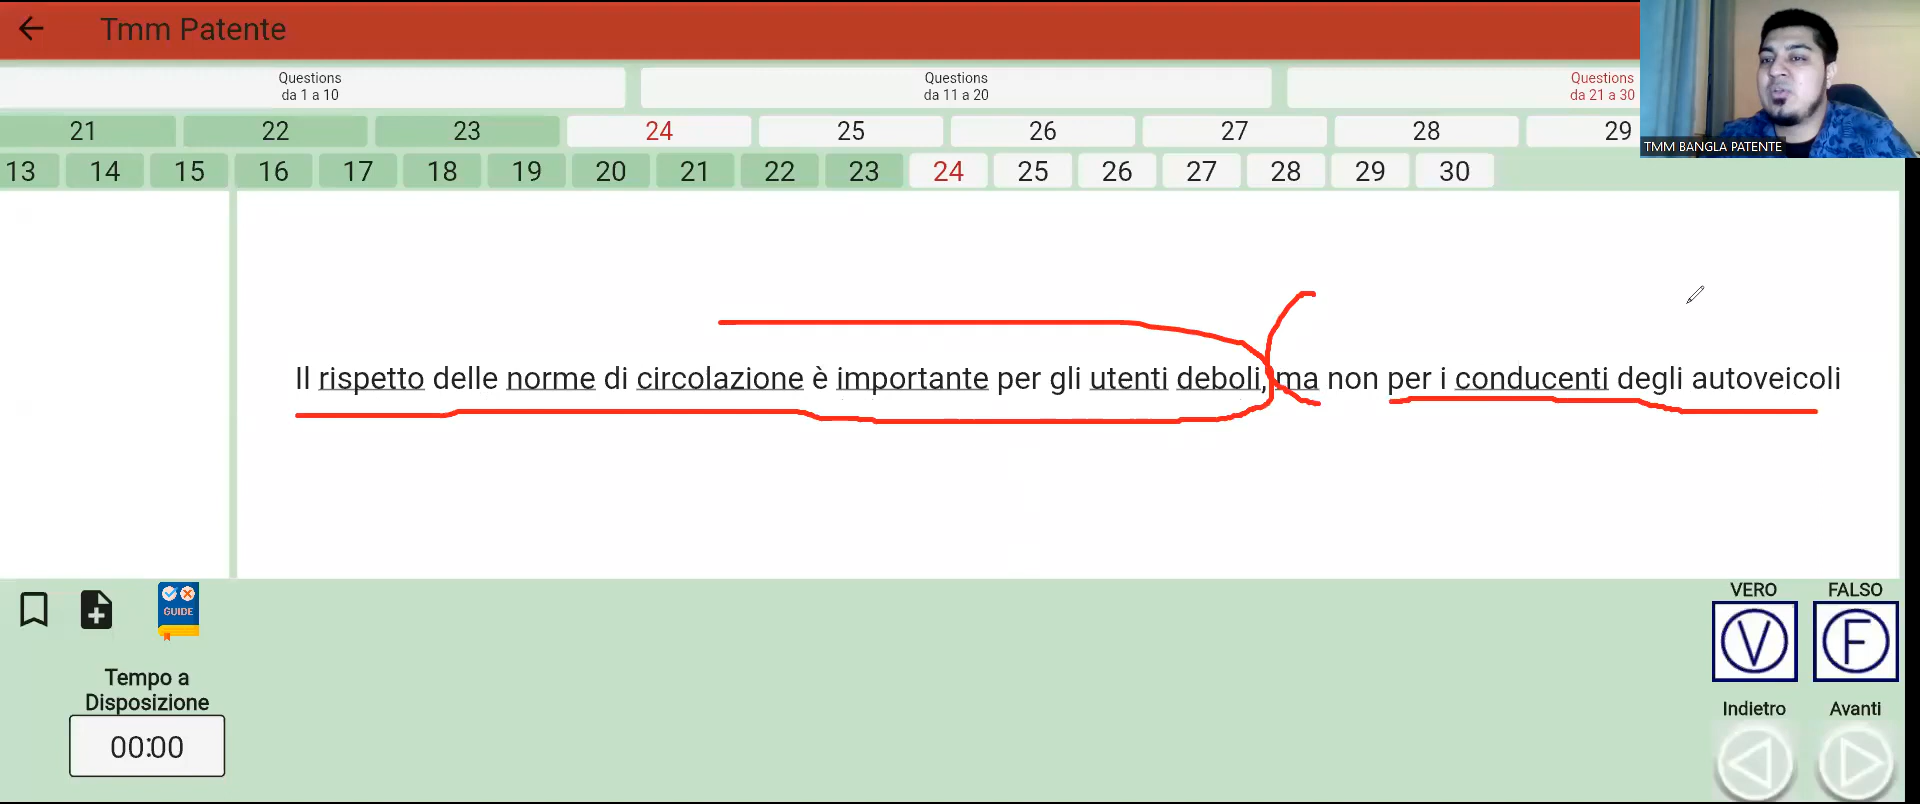 Tmm Patente
Questions
da 1 a 10
Questions
da 11 a 20
Questions
da 21 a 30
21 22 23 24 25 26 27 28 29
TMM BANGLA PATENTE
13 14 15 16 17 18 19 20 21 22 23 24 25 26 27 28 29 30
Il rispetto delle norme di circolazione è importante per gli utenti deboli, ma non per i conducenti degli autoveicoli
GUIDE
VERO FALSO
V F
Tempo a
Disposizione
00:00
Indietro Avanti